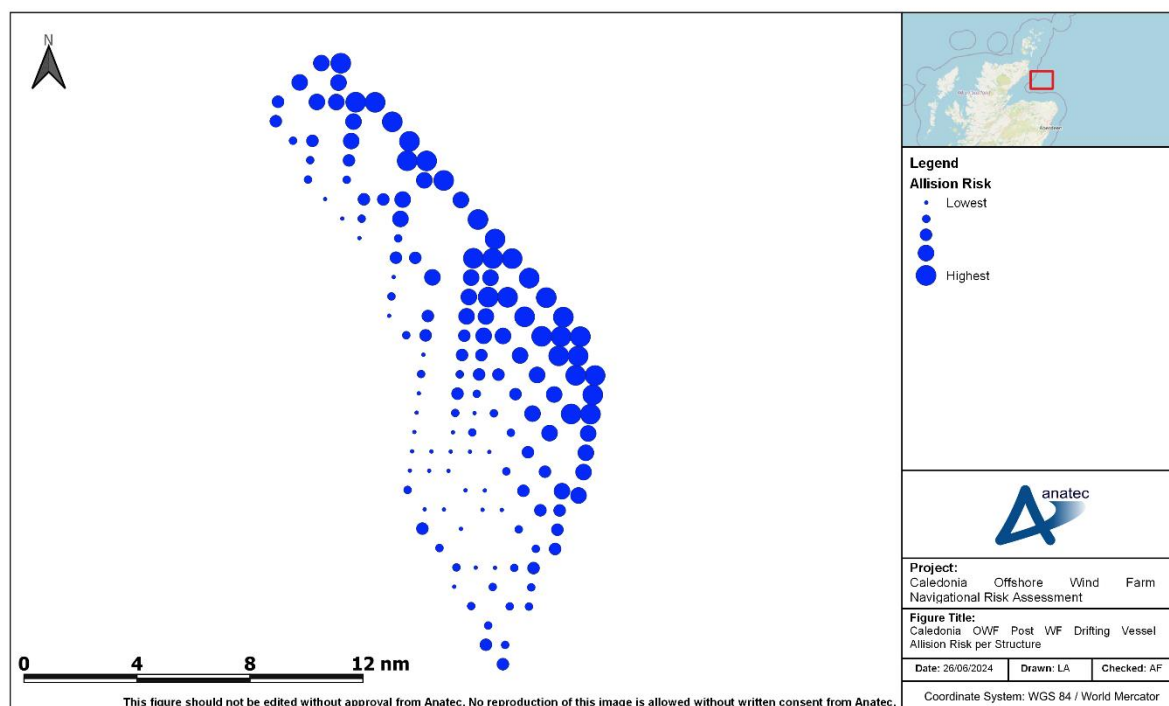 N
0 4 8 12 nm
This figure should not be edited without approval from Anatec. No reproduction of this image is allowed without written consent from Anatec.
Aberdeen
Legend
Allision Risk
Lowest
Highest
anatec
Project:
Caledonia Offshore Wind Farm
Navigational Risk Assessment
Figure Title:
Caledonia OWF Post WF Drifting Vessel
Allision Risk per Structure
Date: 26/06/2024 Drawn: LA Checked: AF
Coordinate System: WGS 84 / World Mercator